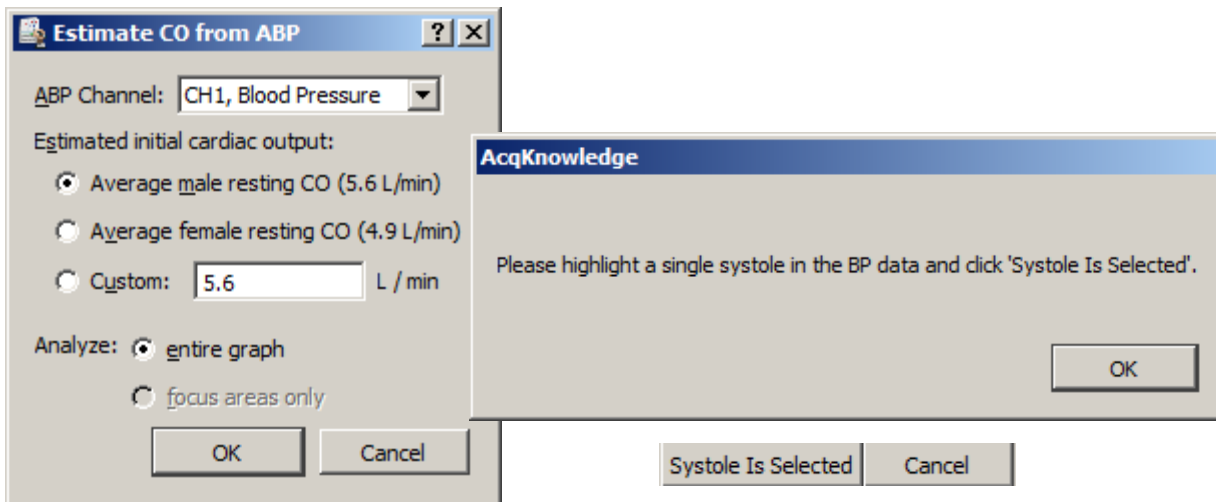 Estimate CO from ABP
ABP Channel: CH1, Blood Pressure
Estimated initial cardiac output:
Average male resting CO (5.6 L/min)
Average female resting CO (4.9 L/min)
Custom: 5.6 L / min
Analyze: entire graph
focus areas only
OK Cancel
AcqKnowledge
Please highlight a single systole in the BP data and click 'Systole Is Selected'.
OK
Systole Is Selected Cancel